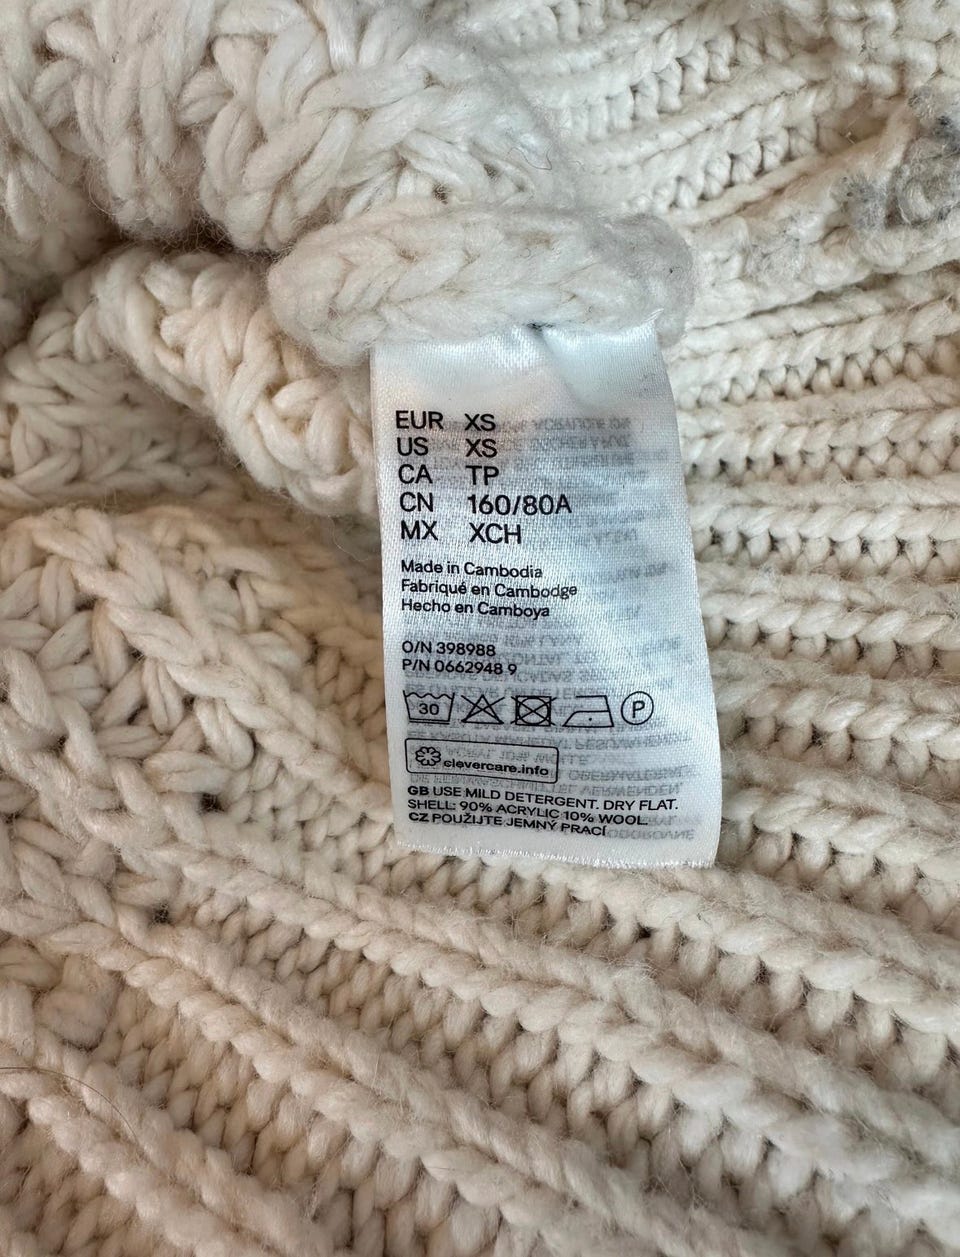 EUR XS
US XS
CA TP
CN 160/80A
MX XCH
Made in Cambodia
Fabriqué en Cambodge
Hecho en Camboya
O/N 398988
P/N 0662948 9
30
P
clevercare.info
GB USE MILD DETERGENT. DRY FLAT.
SHELL: 90% ACRYLIC 10% WOOL.
CZ POUŽIJTE JEMNÝ PRACÍ